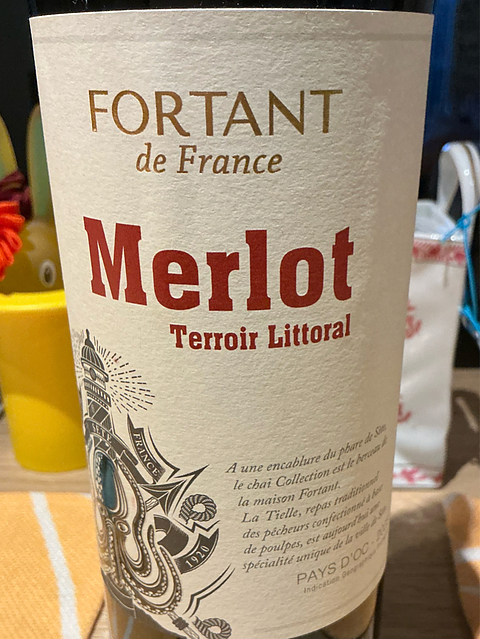 FORTANT
de France
Merlot
Terroir Littoral
FRANCE
1920
A une encablure du phare de Sète,
le chai Collection est le berceau de
la maison Fortant.
La Tielle, repas traditionnel
des pêcheurs confectionné à base
de poulpes, est aujourd'hui une
spécialité unique de la ville de
PAYS D'OC
Indication Géographique